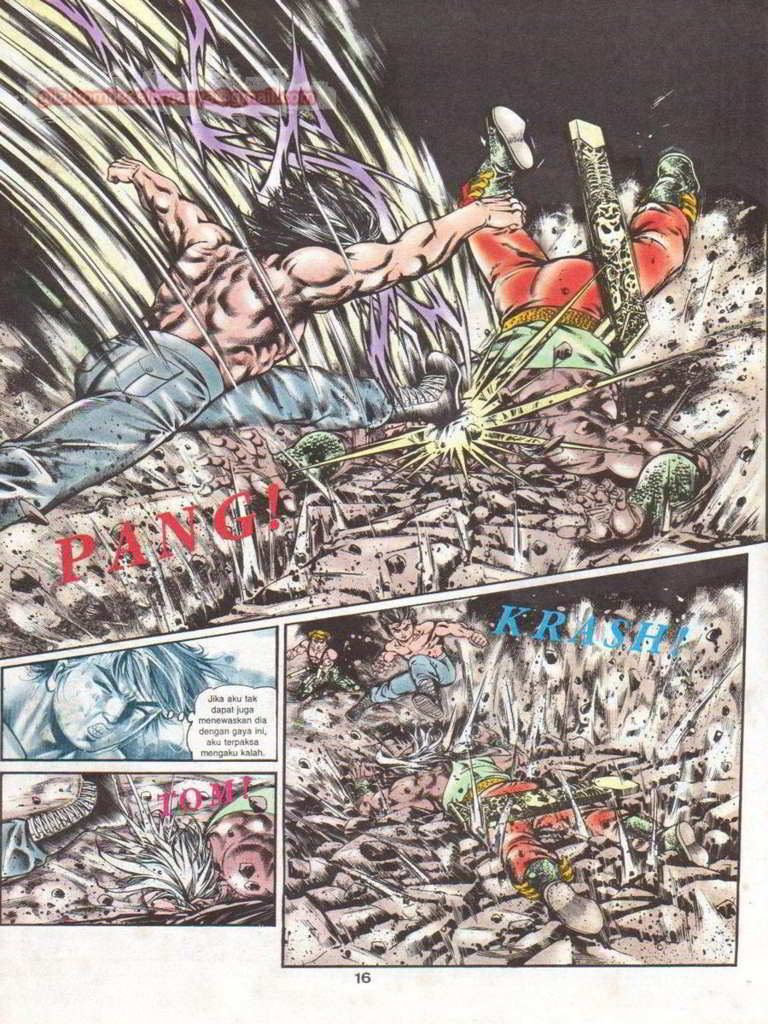 PANG!
Jika aku tak
dapat juga
menewaskan dia
dengan gaya ini,
aku terpaksa
mengaku kalah.
TOM!
KRASH!
16